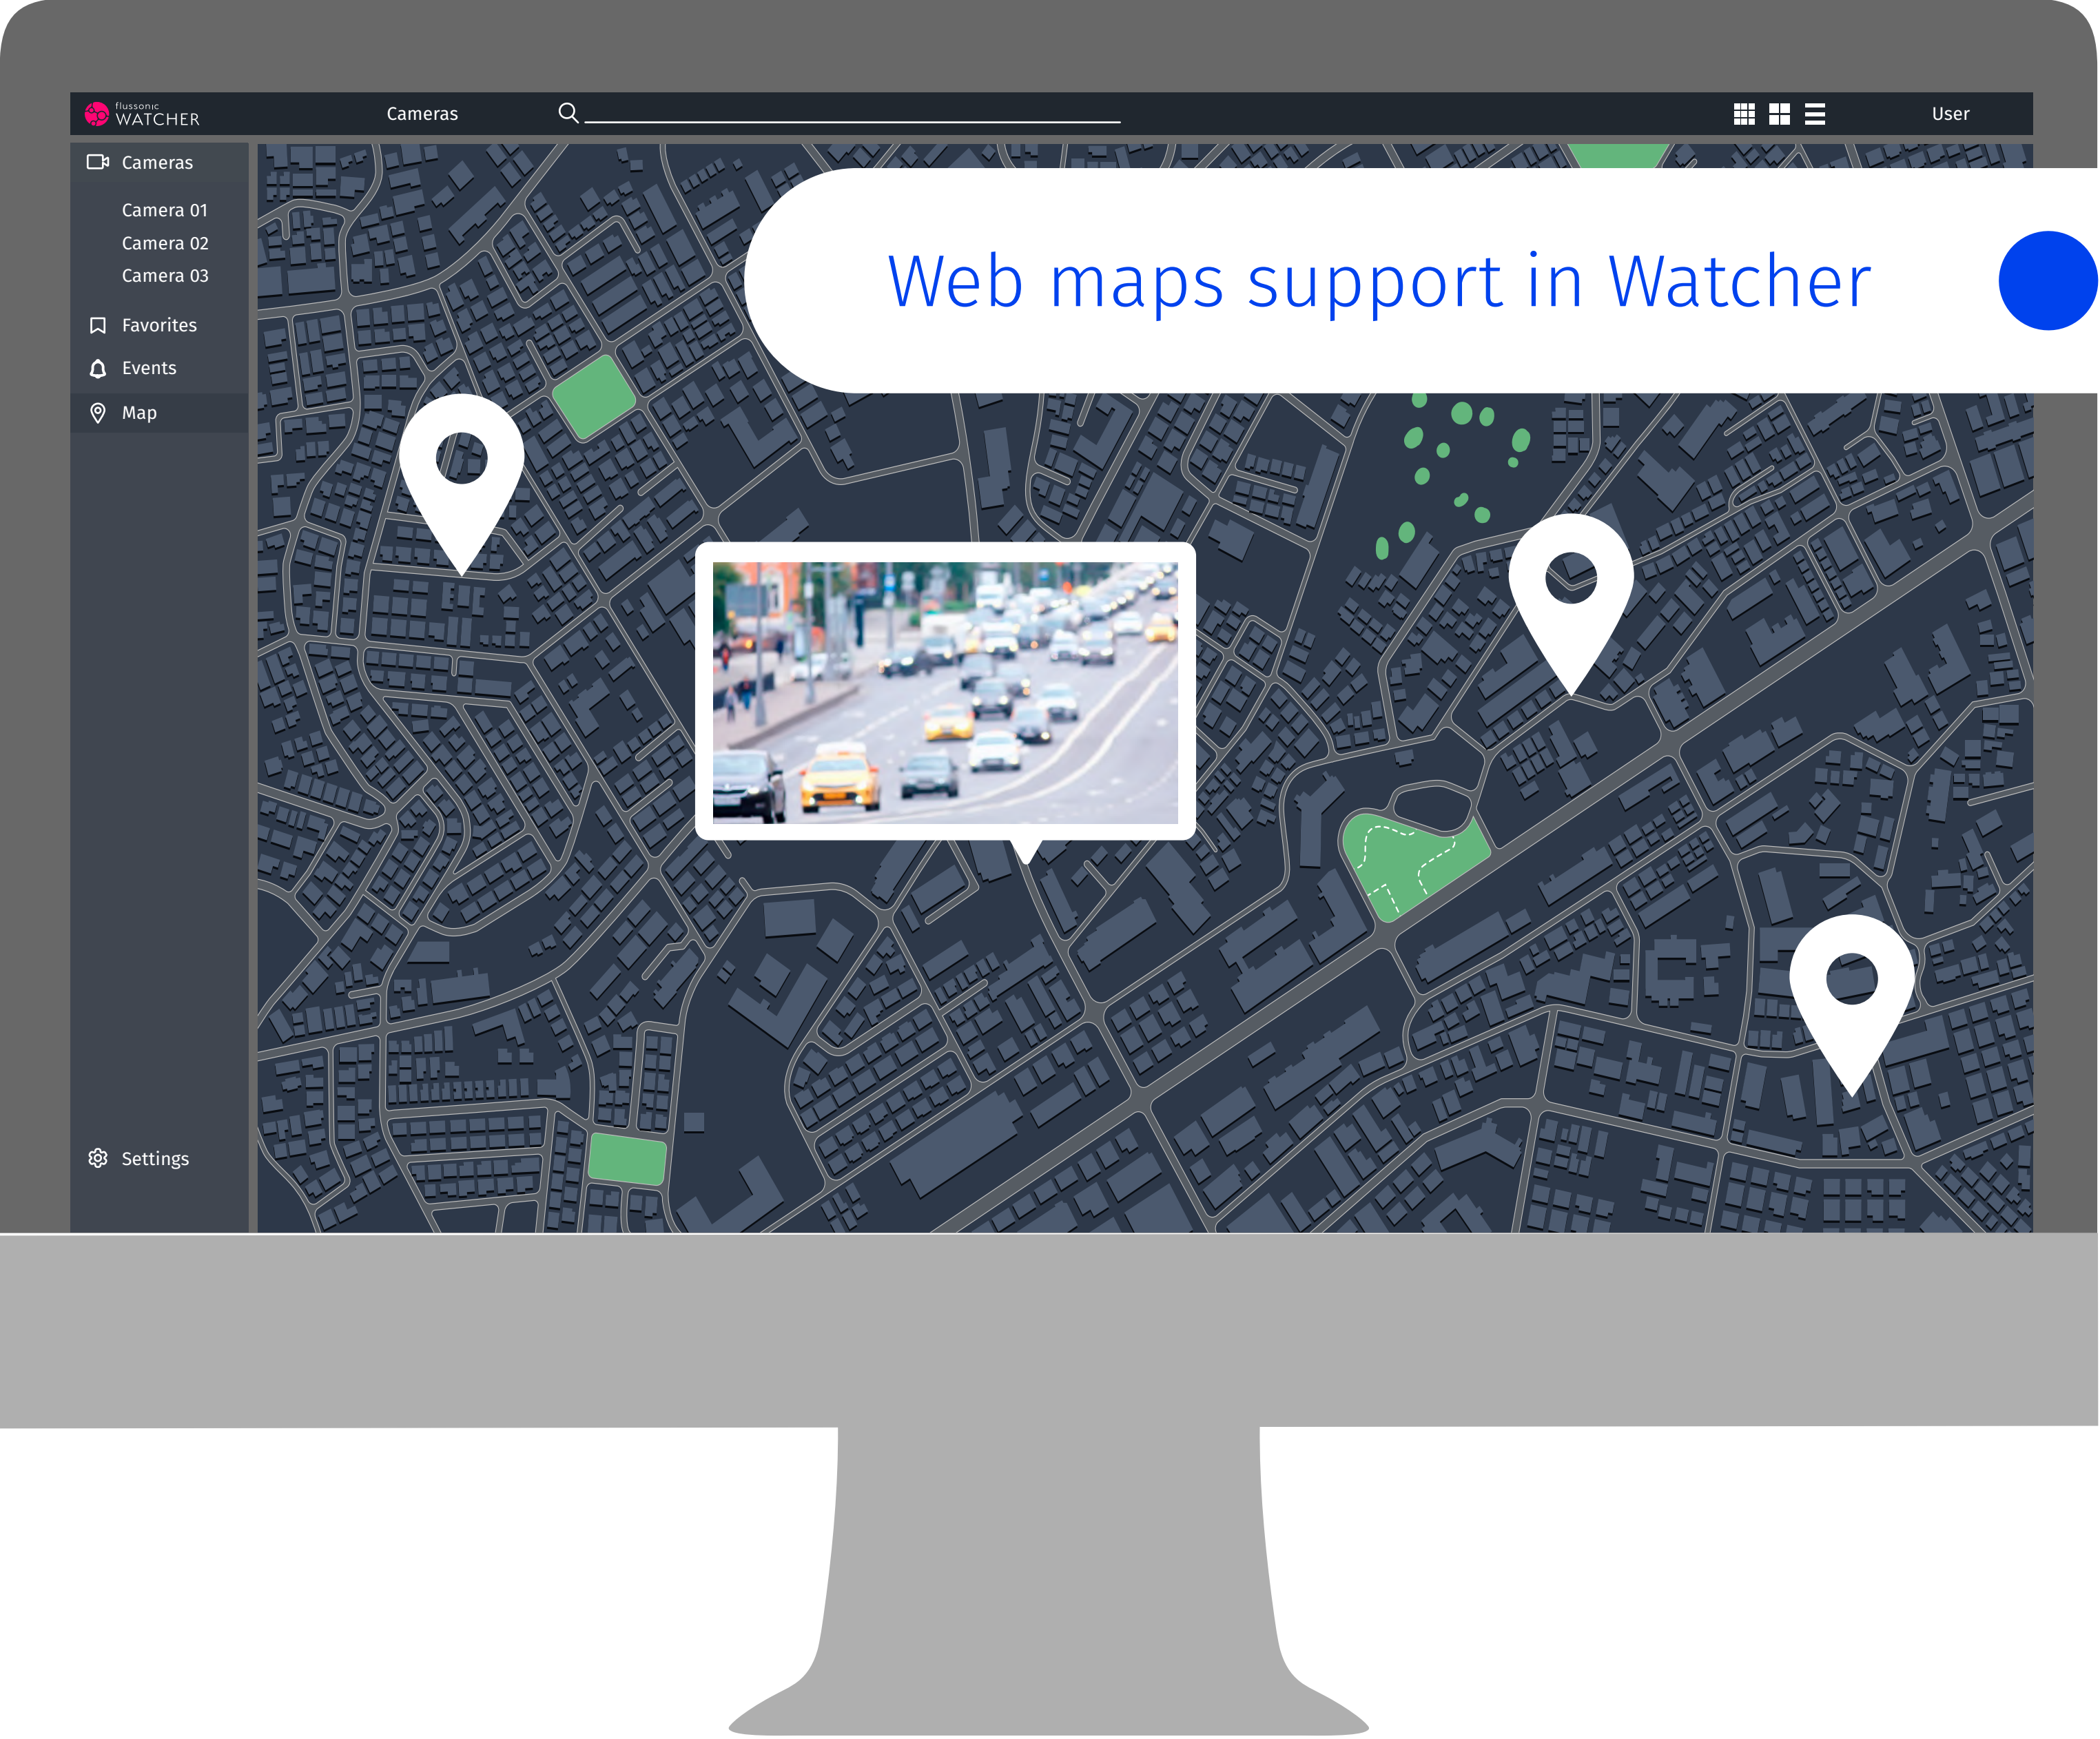 flussonic
WATCHER
Cameras
User
Cameras
Camera 01
Camera 02
Camera 03
Favorites
Events
Map
Settings
Web maps support in Watcher